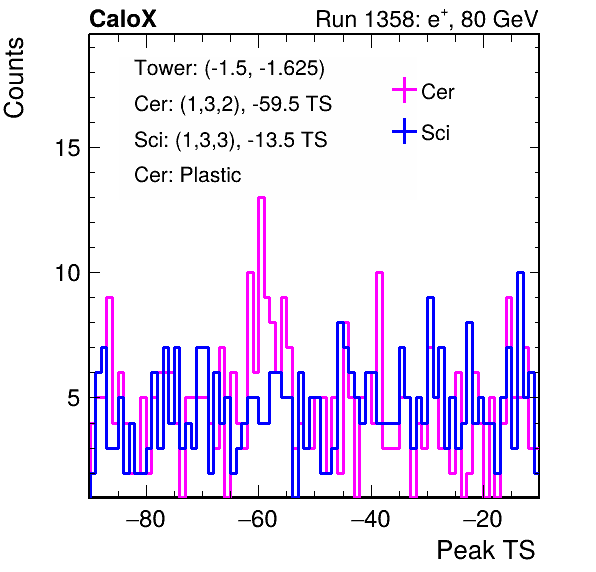 CaloX Run 1358: e⁺, 80 GeV
Counts
Tower: (-1.5, -1.625)
Cer: (1,3,2), -59.5 TS
Sci: (1,3,3), -13.5 TS
Cer: Plastic
Cer
Sci
15
10
5
−80 −60 −40 −20
Peak TS